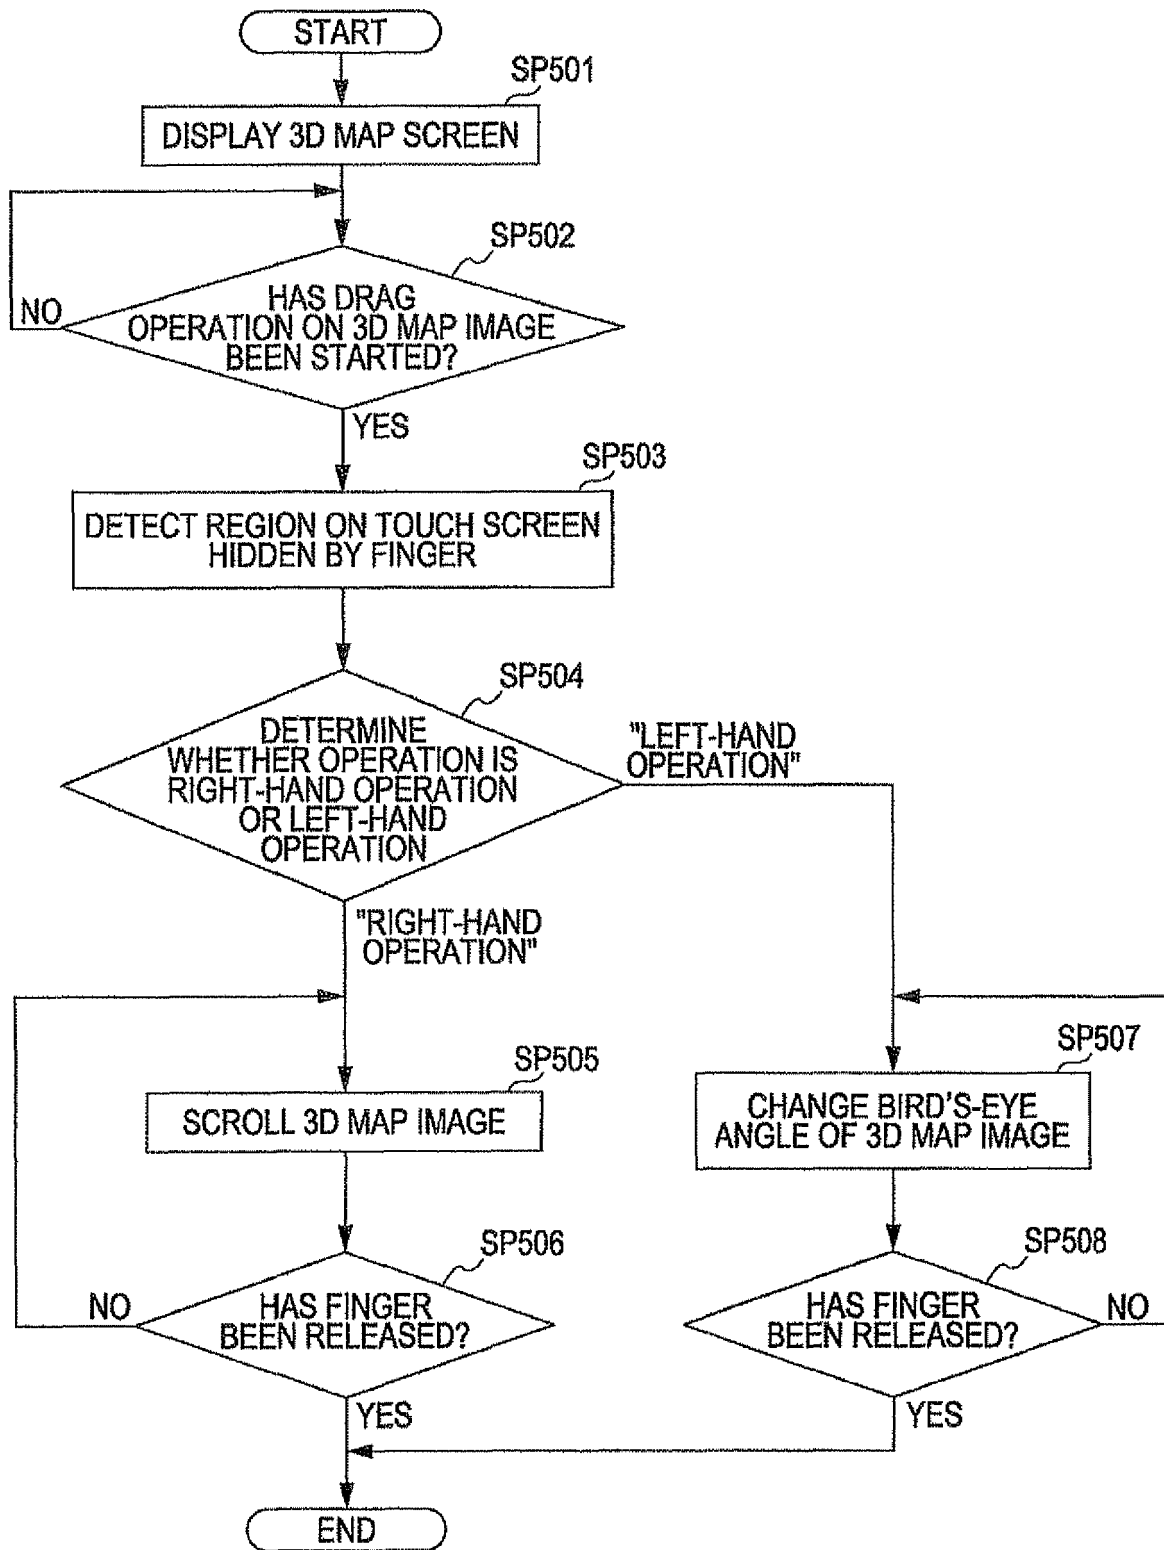 START
SP501
DISPLAY 3D MAP SCREEN
SP502
HAS DRAG
OPERATION ON 3D MAP IMAGE
BEEN STARTED?
NO
YES
SP503
DETECT REGION ON TOUCH SCREEN
HIDDEN BY FINGER
SP504
DETERMINE
WHETHER OPERATION IS
RIGHT-HAND OPERATION
OR LEFT-HAND
OPERATION
"LEFT-HAND
OPERATION"
"RIGHT-HAND
OPERATION"
SP505
SCROLL 3D MAP IMAGE
SP506
HAS FINGER
BEEN RELEASED?
NO
YES
SP507
CHANGE BIRD'S-EYE
ANGLE OF 3D MAP IMAGE
SP508
HAS FINGER
BEEN RELEASED?
NO
YES
END